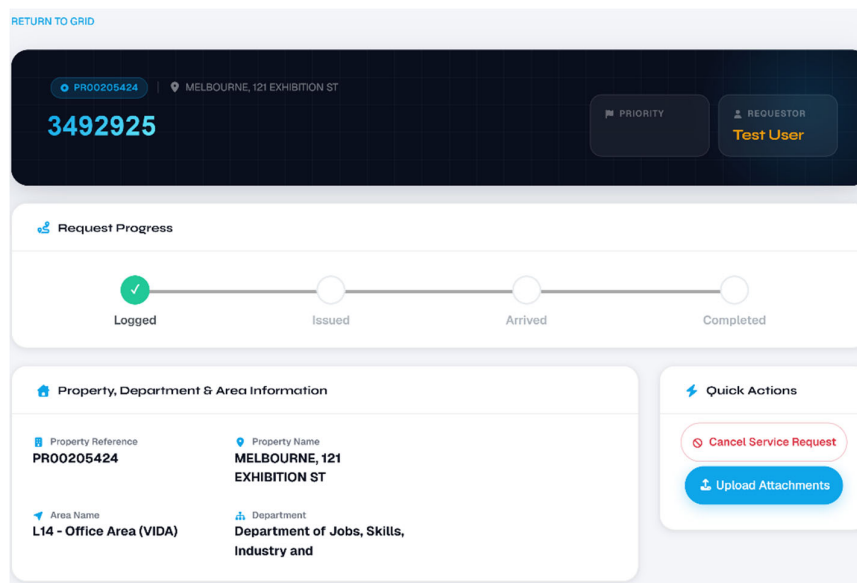 RETURN TO GRID
PR00205424 | MELBOURNE, 121 EXHIBITION ST
3492925
PRIORITY
REQUESTOR
Test User
Request Progress
Logged
Issued
Arrived
Completed
Property, Department & Area Information
Property Reference
PR00205424
Property Name
MELBOURNE, 121
EXHIBITION ST
Area Name
L14 - Office Area (VIDA)
Department
Department of Jobs, Skills,
Industry and
Quick Actions
Cancel Service Request
Upload Attachments